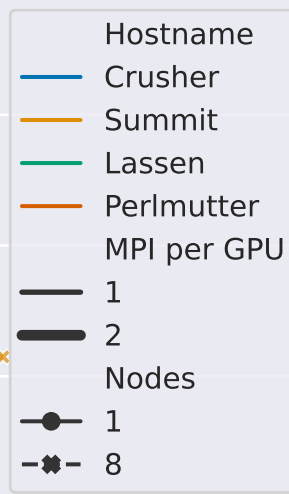 Hostname
Crusher
Summit
Lassen
Perlmutter
MPI per GPU
1
2
Nodes
1
8